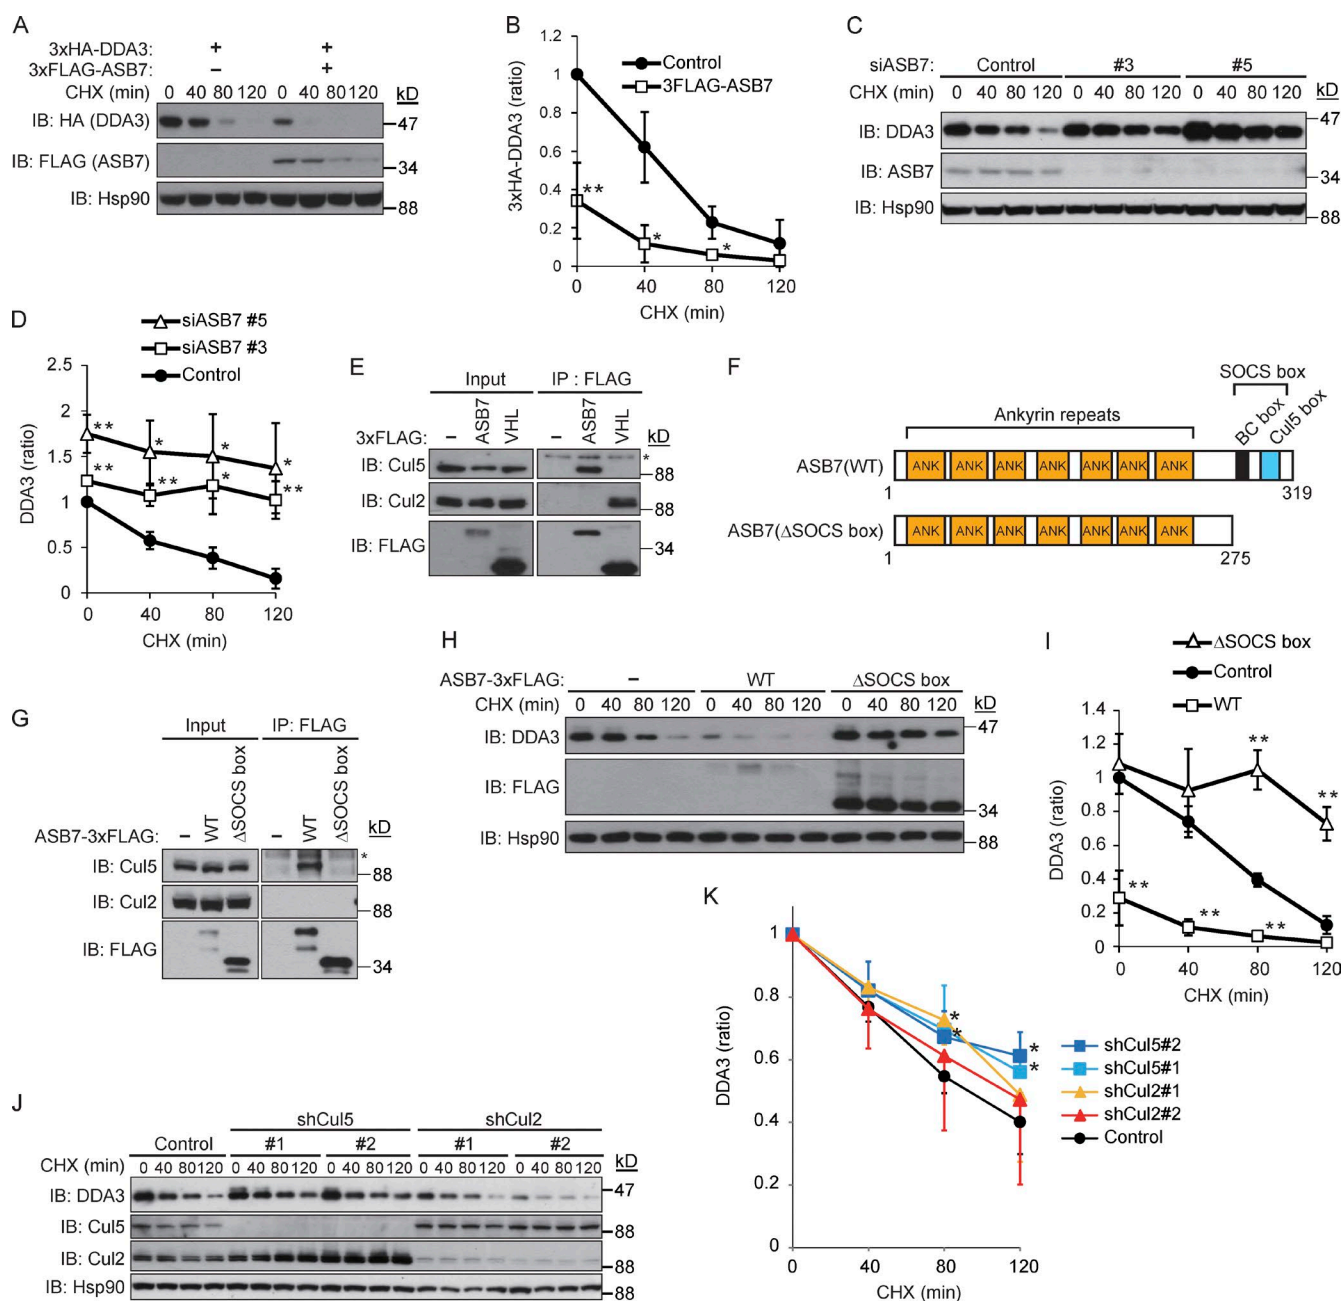 A
3xHA-DDA3: + +
3xFLAG-ASB7: – +
CHX (min) 0 40 80 120 0 40 80 120 kD
IB: HA (DDA3) 47
IB: FLAG (ASB7) 34
IB: Hsp90 88
B
Control
3FLAG-ASB7
3xHA-DDA3 (ratio)
1.2
1
0.8
0.6
0.4
0.2
0
**
*
*
0 40 80 120
CHX (min)
C
siASB7: Control #3 #5
CHX (min) 0 40 80 120 0 40 80 120 0 40 80 120 kD
IB: DDA3 47
IB: ASB7 34
IB: Hsp90 88
D
siASB7 #5
siASB7 #3
Control
DDA3 (ratio)
2.5
2
1.5
1
0.5
0
** * * *
** ** * **
0 40 80 120
CHX (min)
E
Input IP : FLAG
3xFLAG: – ASB7 VHL – ASB7 VHL kD
IB: Cul5 * 88
IB: Cul2 88
IB: FLAG 34
F
SOCS box
Ankyrin repeats BC box Cul5 box
ASB7(WT) ANK ANK ANK ANK ANK ANK ANK
1 319
ASB7(ΔSOCS box) ANK ANK ANK ANK ANK ANK ANK
1 275
G
Input IP: FLAG
ASB7-3xFLAG: – WT ΔSOCS box – WT ΔSOCS box kD
IB: Cul5 * 88
IB: Cul2 88
IB: FLAG 34
H
ASB7-3xFLAG: – WT ΔSOCS box
CHX (min) 0 40 80 120 0 40 80 120 0 40 80 120 kD
IB: DDA3 47
IB: FLAG 34
IB: Hsp90 88
I
ΔSOCS box
Control
WT
DDA3 (ratio)
1.4
1.2
1
0.8
0.6
0.4
0.2
0
** **
** ** **
0 40 80 120
CHX (min)
J
shCul5 shCul2
Control #1 #2 #1 #2
CHX (min) 0 40 80 120 0 40 80 120 0 40 80 120 0 40 80 120 0 40 80 120 kD
IB: DDA3 47
IB: Cul5 88
IB: Cul2 88
IB: Hsp90
K
DDA3 (ratio)
1
0.8
0.6
0.4
0.2
0
* *
* *
0 40 80 120
CHX (min)
shCul5#2
shCul5#1
shCul2#1
shCul2#2
Control